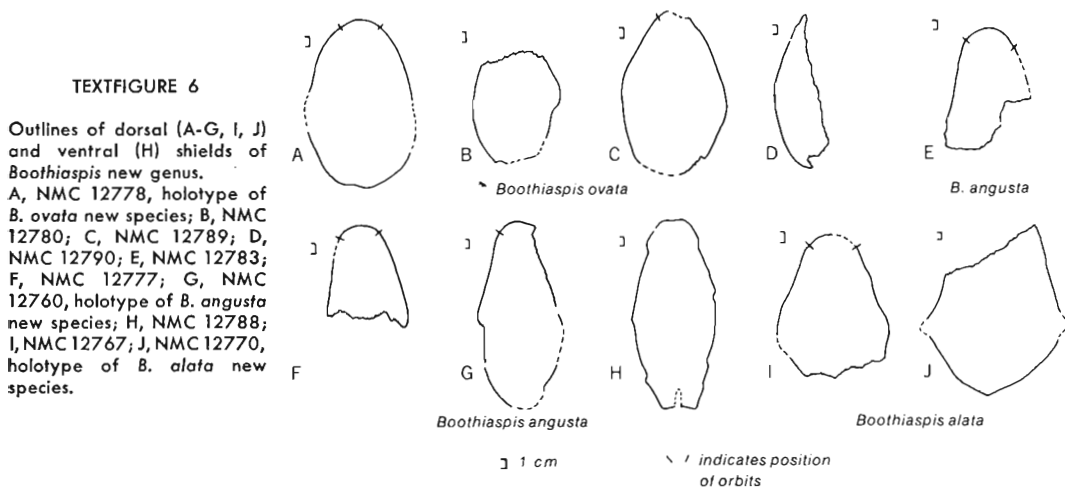 TEXTFIGURE 6
Outlines of dorsal (A-G, I, J)
and ventral (H) shields of
Boothiaspis new genus.
A, NMC 12778, holotype of
B. ovata new species; B, NMC
12780; C, NMC 12789; D,
NMC 12790; E, NMC 12783;
F, NMC 12777; G, NMC
12760, holotype of B. angusta
new species; H, NMC 12788;
I, NMC 12767; J, NMC 12770,
holotype of B. alata new
species.
A
B
C
D
E
Boothiaspis ovata
B. angusta
F
G
H
I
J
Boothiaspis angusta
Boothiaspis alata
1 cm
indicates position
of orbits